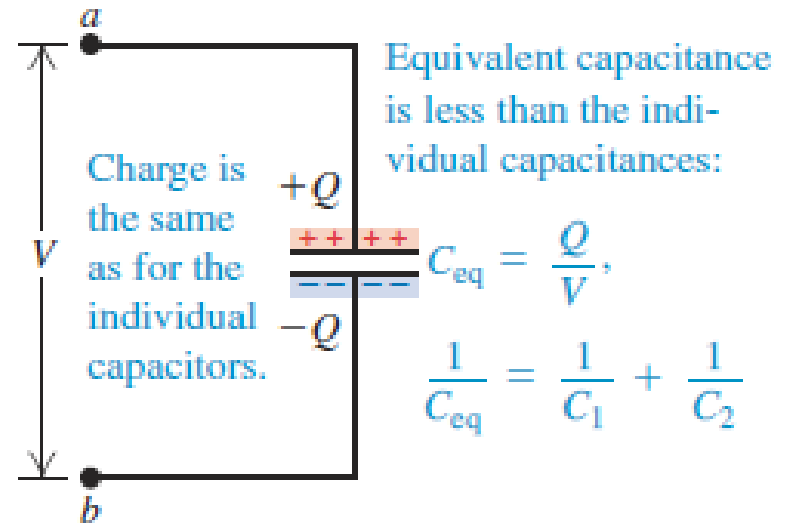 a
Equivalent capacitance
is less than the indi-
vidual capacitances:
Charge is
the same
as for the
individual
capacitors.
V
+Q
++++
−−−−
−Q
C_eq = Q/V,
1/C_eq = 1/C_1 + 1/C_2
b